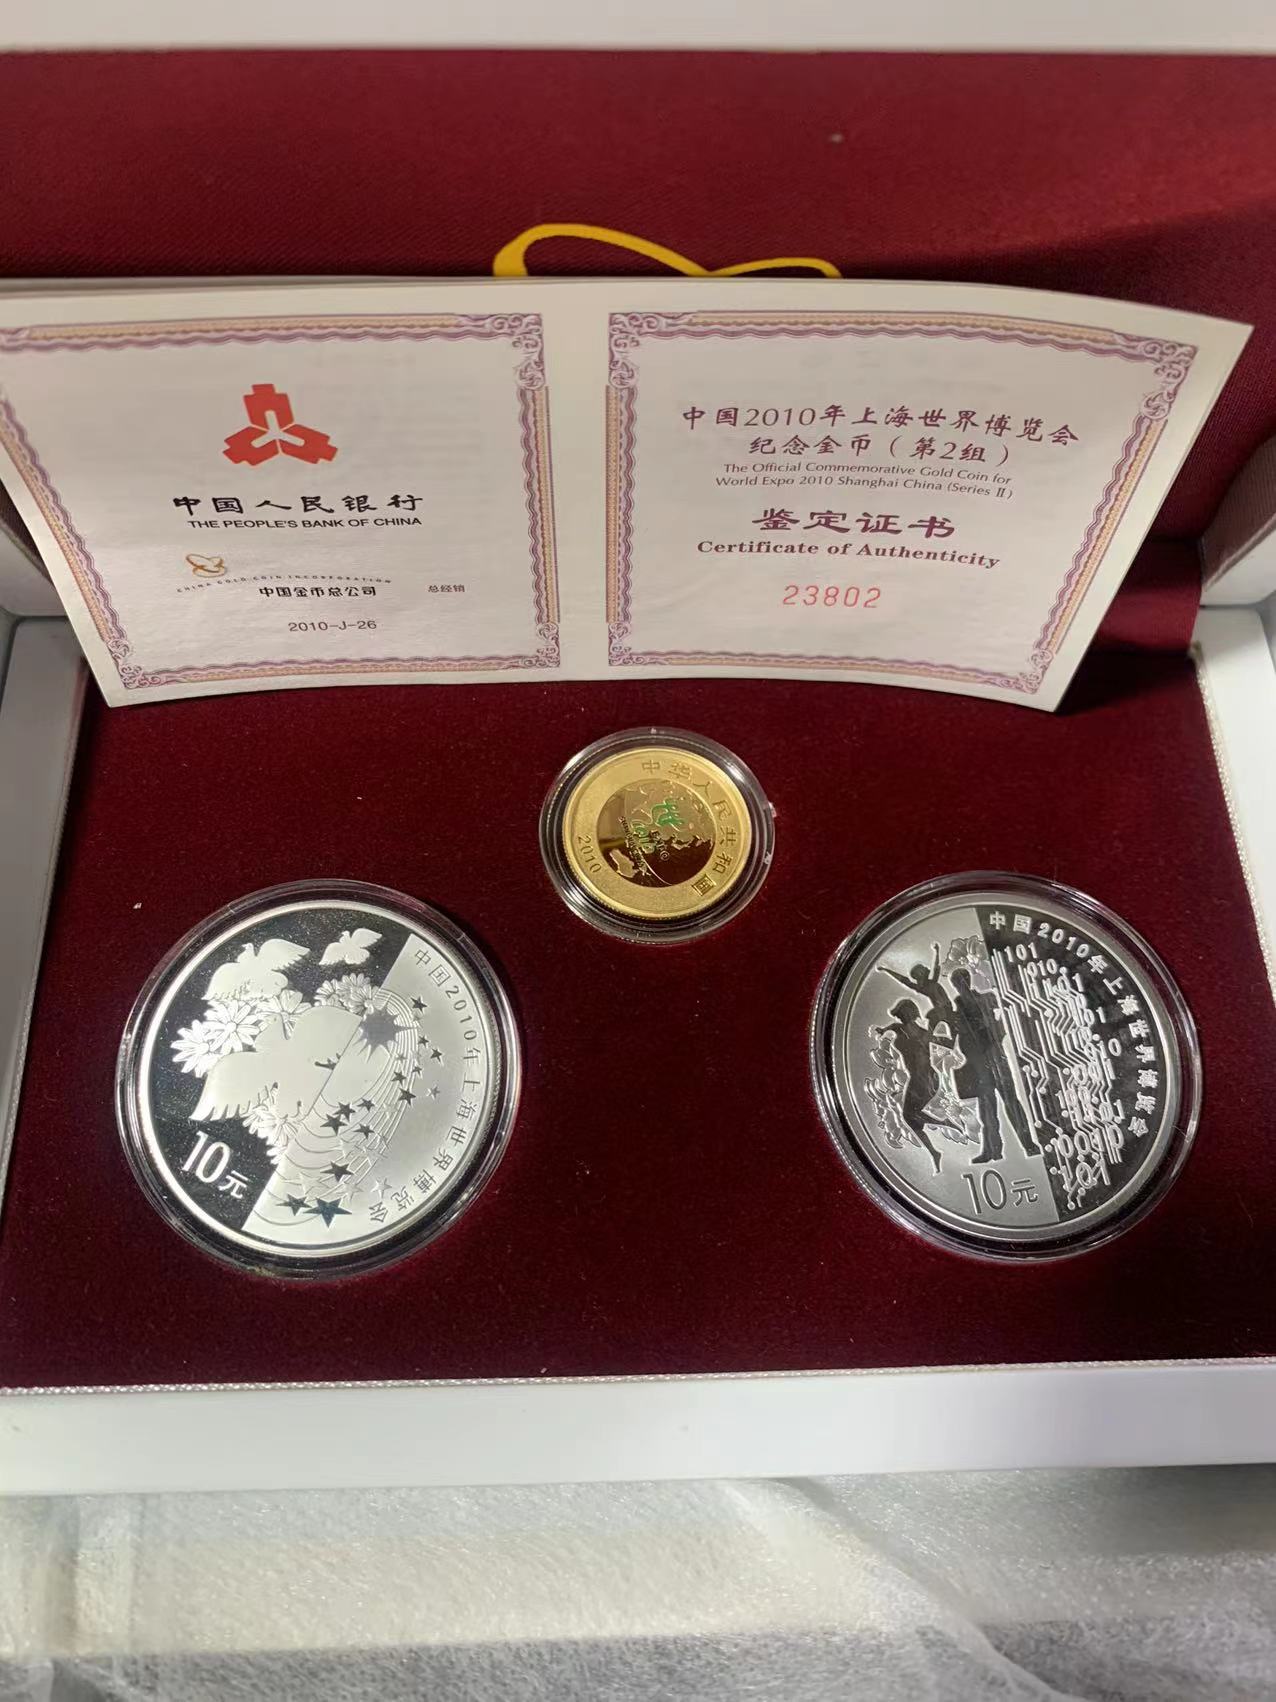 中国人民银行
THE PEOPLE'S BANK OF CHINA
CHINA GOLD COIN INCORPORATION
中国金币总公司 总经销
2010-J-26
中国2010年上海世界博览会
纪念金币（第2组）
The Official Commemorative Gold Coin for
World Expo 2010 Shanghai China (Series Ⅱ)
鉴定证书
Certificate of Authenticity
23802
中华人民共和国
2010
中国2010年上海世界博览会
10元
中国2010年上海世界博览会
101
010
101
10元